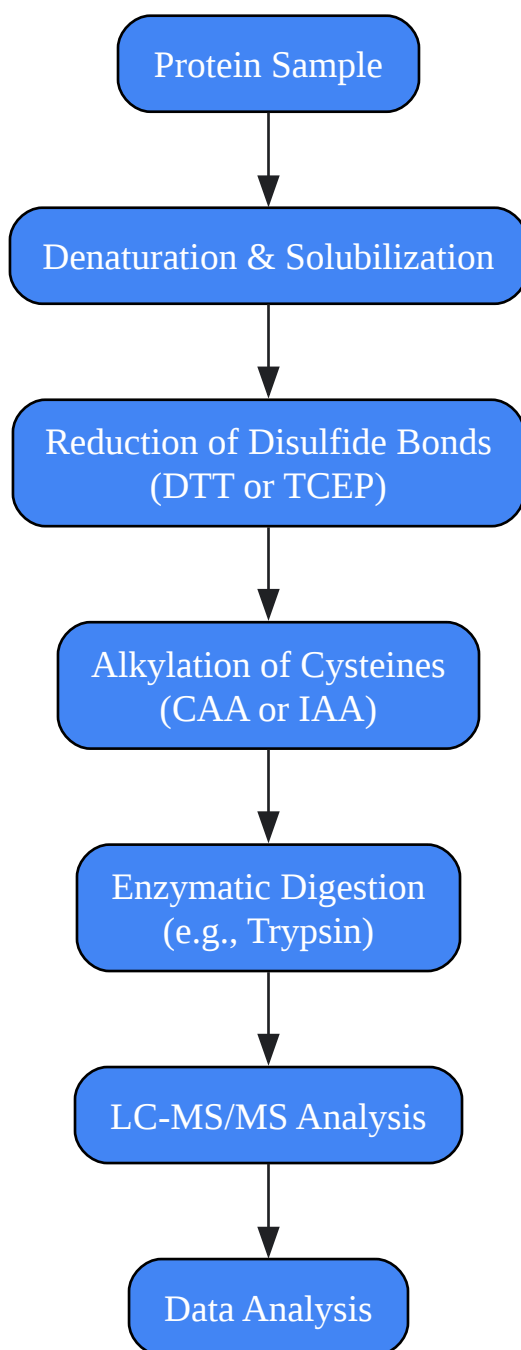 Protein Sample
Denaturation & Solubilization
Reduction of Disulfide Bonds
(DTT or TCEP)
Alkylation of Cysteines
(CAA or IAA)
Enzymatic Digestion
(e.g., Trypsin)
LC-MS/MS Analysis
Data Analysis